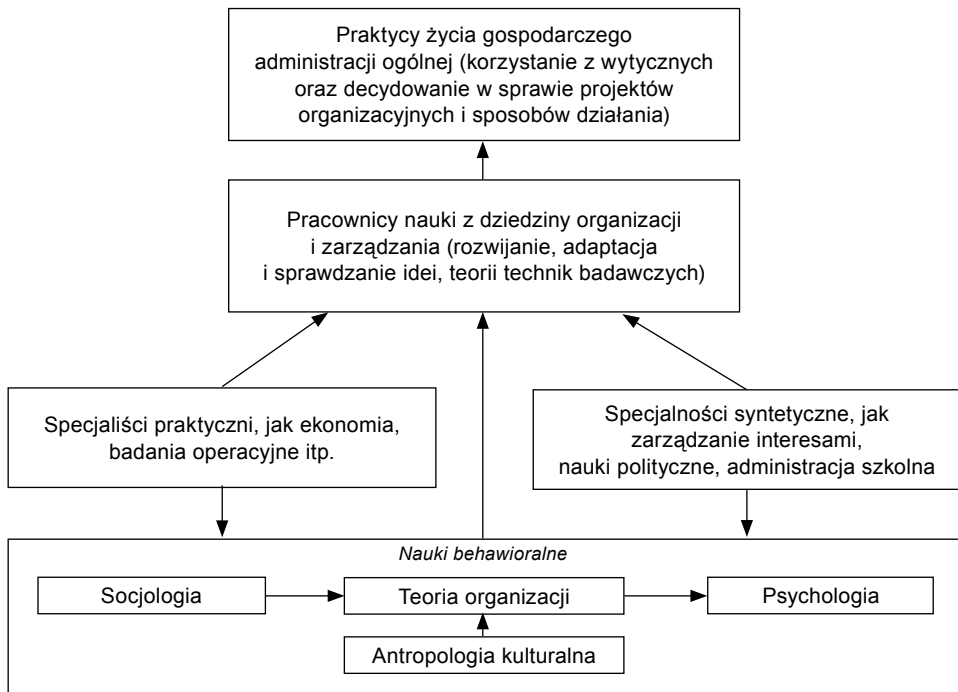 Praktycy życia gospodarczego
administracji ogólnej (korzystanie z wytycznych
oraz decydowanie w sprawie projektów
organizacyjnych i sposobów działania)
Pracownicy nauki z dziedziny organizacji
i zarządzania (rozwijanie, adaptacja
i sprawdzanie idei, teorii technik badawczych)
Specjaliści praktyczni, jak ekonomia,
badania operacyjne itp.
Specjalności syntetyczne, jak
zarządzanie interesami,
nauki polityczne, administracja szkolna
Nauki behawioralne
Socjologia
Teoria organizacji
Psychologia
Antropologia kulturalna